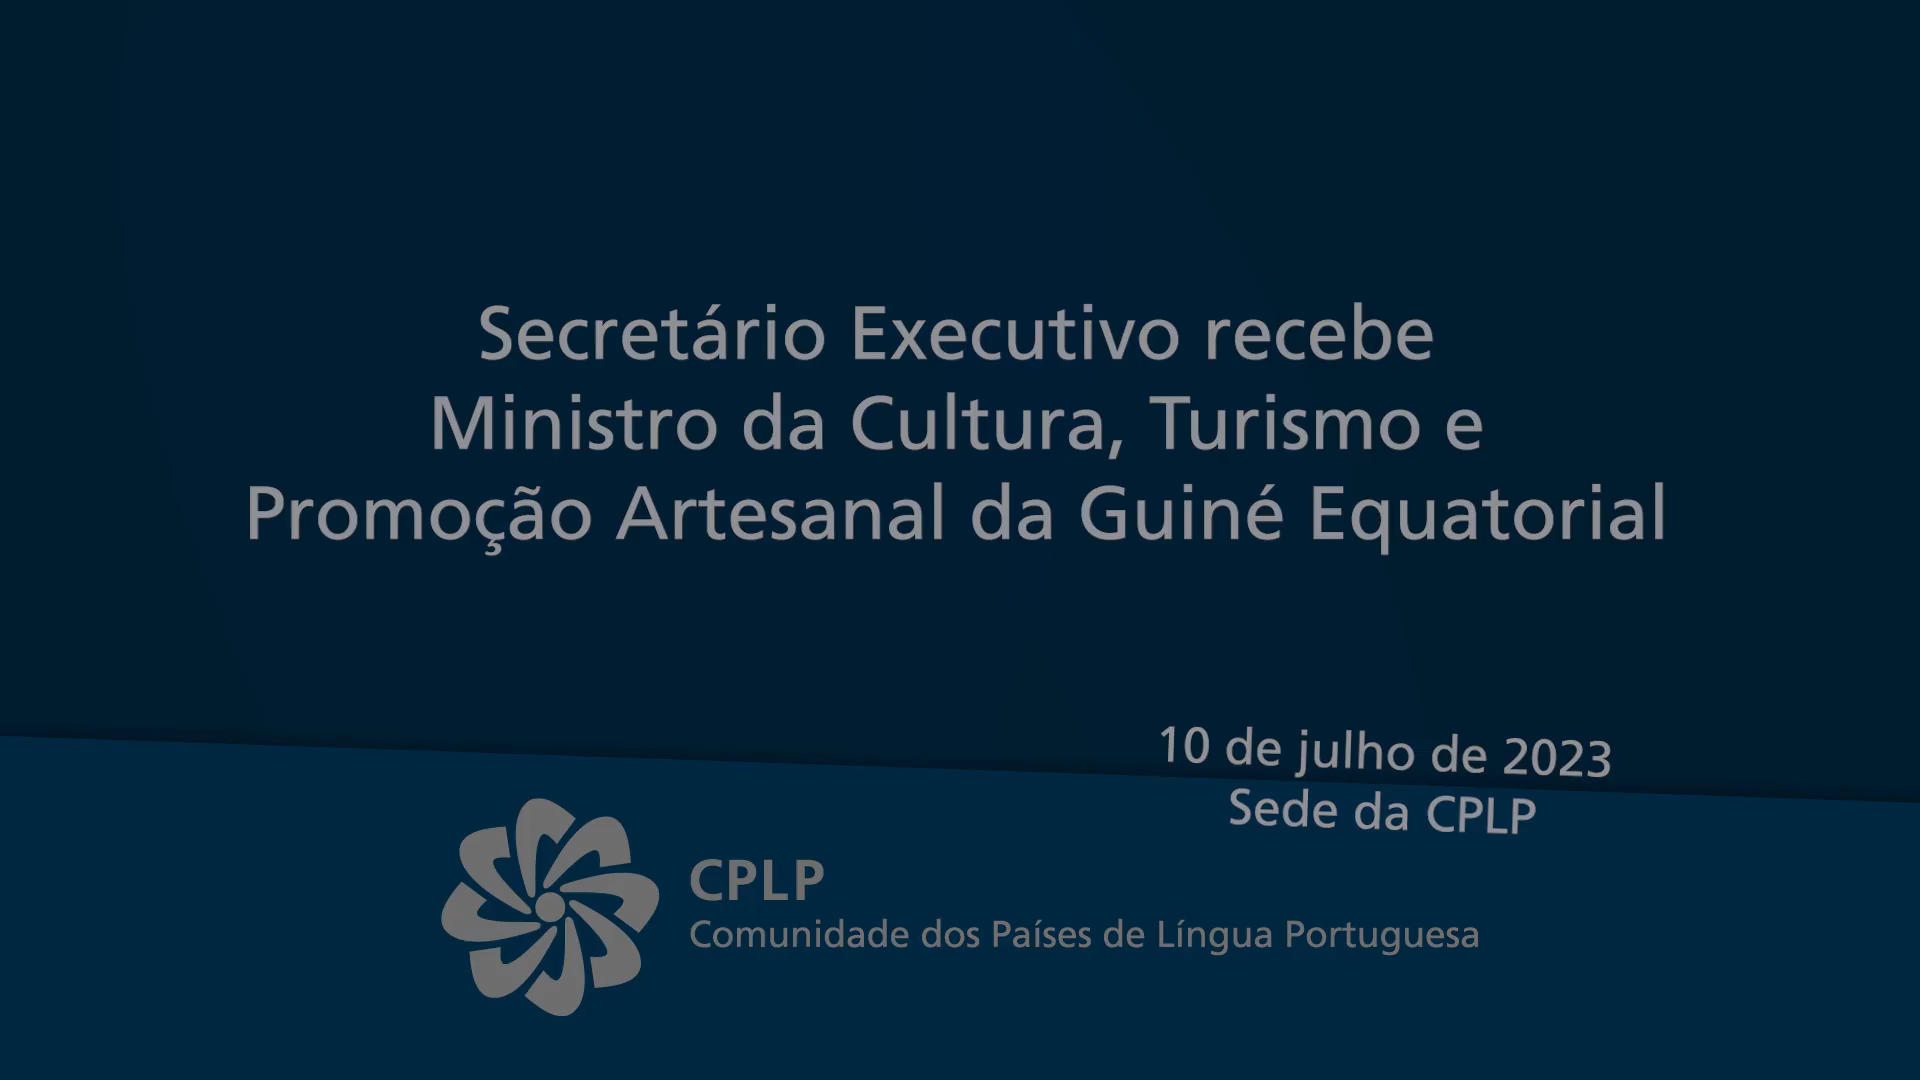 Secretário Executivo recebe
Ministro da Cultura, Turismo e
Promoção Artesanal da Guiné Equatorial
10 de julho de 2023
Sede da CPLP
CPLP
Comunidade dos Países de Língua Portuguesa